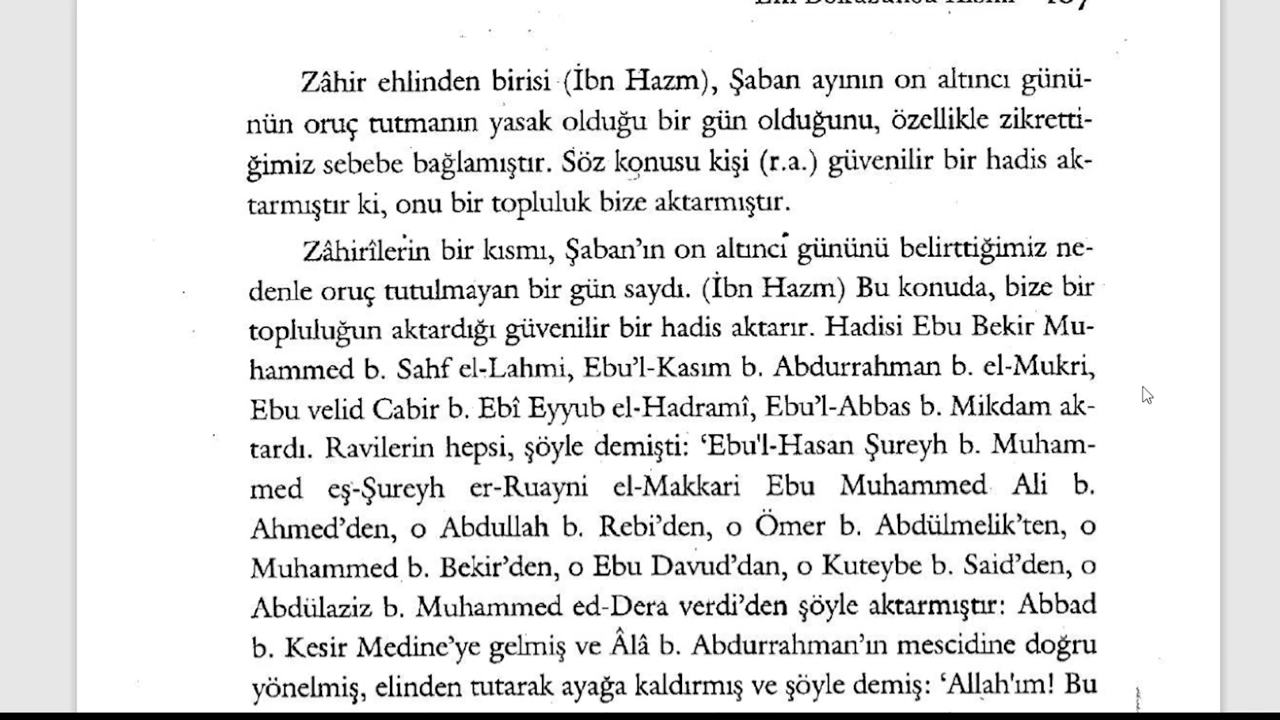 Zâhir ehlinden birisi (İbn Hazm), Şaban ayının on altıncı günü-
nün oruç tutmanın yasak olduğu bir gün olduğunu, özellikle zikretti-
ğimiz sebebe bağlamıştır. Söz konusu kişi (r.a.) güvenilir bir hadis ak-
tarmıştır ki, onu bir topluluk bize aktarmıştır.
Zâhirîlerin bir kısmı, Şaban'ın on altıncı gününü belirttiğimiz ne-
denle oruç tutulmayan bir gün saydı. (İbn Hazm) Bu konuda, bize bir
topluluğun aktardığı güvenilir bir hadis aktarır. Hadisi Ebu Bekir Mu-
hammed b. Sahf el-Lahmi, Ebu'l-Kasım b. Abdurrahman b. el-Mukri,
Ebu velid Cabir b. Ebî Eyyub el-Hadramî, Ebu'l-Abbas b. Mikdam ak-
tardı. Ravilerin hepsi, şöyle demişti: 'Ebu'l-Hasan Şureyh b. Muham-
med eş-Şureyh er-Ruayni el-Makkari Ebu Muhammed Ali b.
Ahmed'den, o Abdullah b. Rebi'den, o Ömer b. Abdülmelik'ten, o
Muhammed b. Bekir'den, o Ebu Davud'dan, o Kuteybe b. Said'den, o
Abdülaziz b. Muhammed ed-Dera verdi'den şöyle aktarmıştır: Abbad
b. Kesir Medine'ye gelmiş ve Âlâ b. Abdurrahman'ın mescidine doğru
yönelmiş, elinden tutarak ayağa kaldırmış ve şöyle demiş: 'Allah'ım! Bu